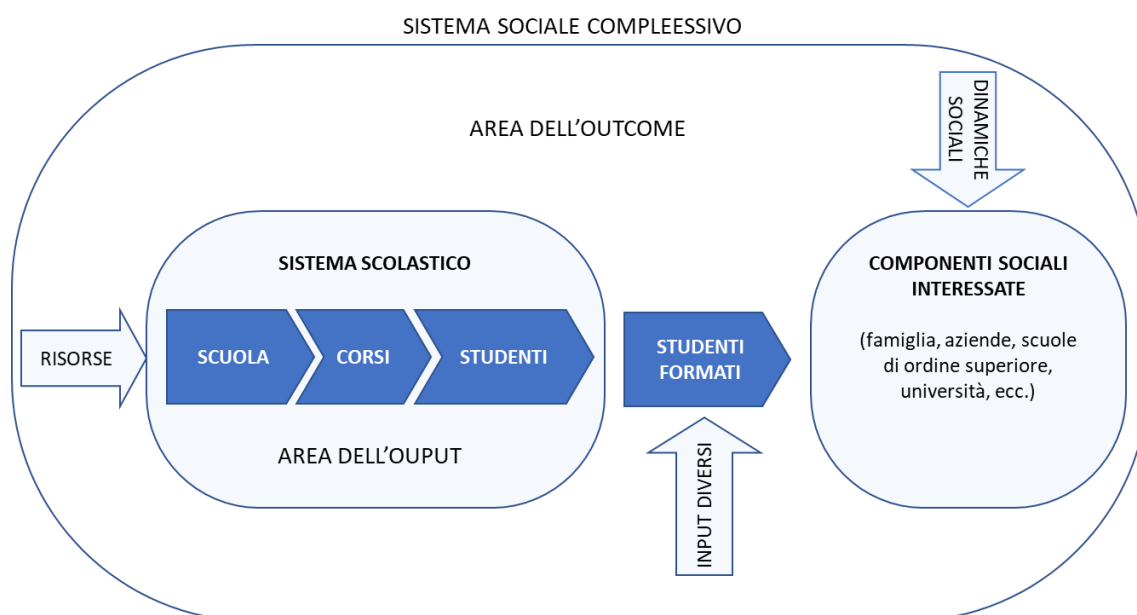 SISTEMA SOCIALE COMPLEESSIVO
DINAMICHE
SOCIALI
AREA DELL’OUTCOME
SISTEMA SCOLASTICO
COMPONENTI SOCIALI
INTERESSATE
(famiglia, aziende, scuole
di ordine superiore,
università, ecc.)
RISORSE
SCUOLA
CORSI
STUDENTI
STUDENTI
FORMATI
AREA DELL’OUPUT
INPUT DIVERSI